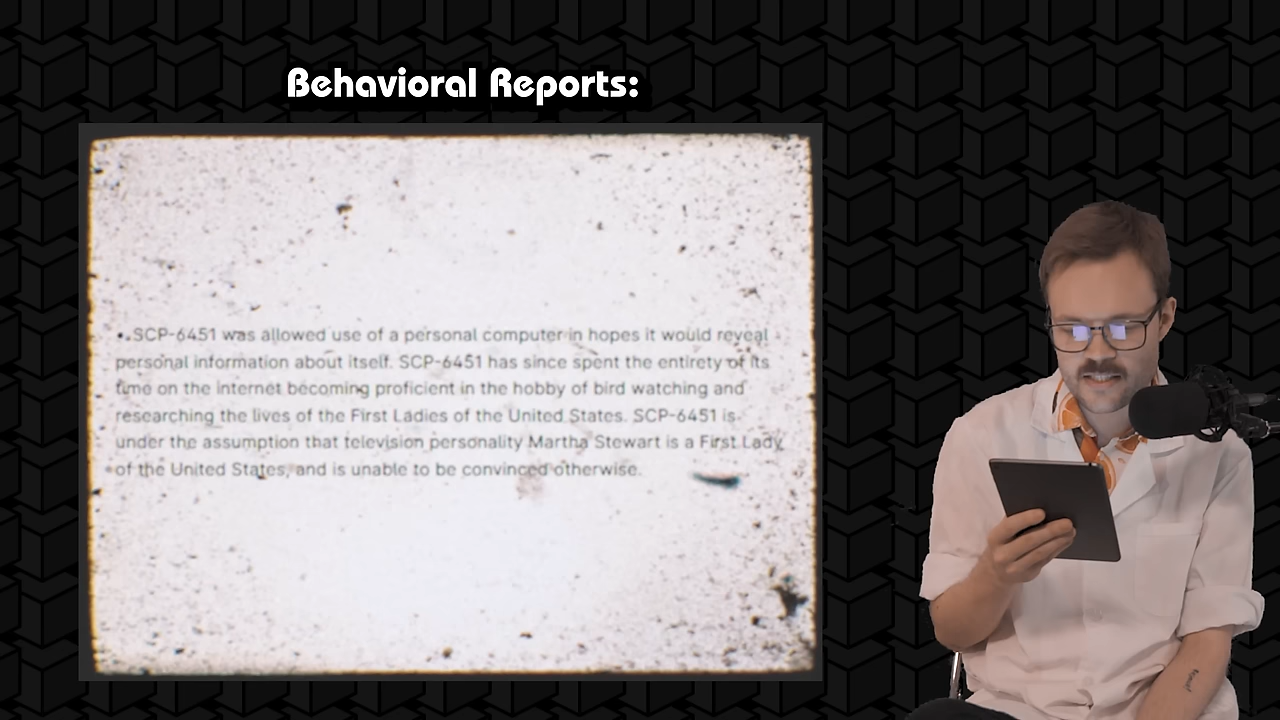 Behavioral Reports:
• SCP-6451 was allowed use of a personal computer in hopes it would reveal
personal information about itself. SCP-6451 has since spent the entirety of its
time on the internet becoming proficient in the hobby of bird watching and
researching the lives of the First Ladies of the United States. SCP-6451 is
under the assumption that television personality Martha Stewart is a First Lady
of the United States, and is unable to be convinced otherwise.